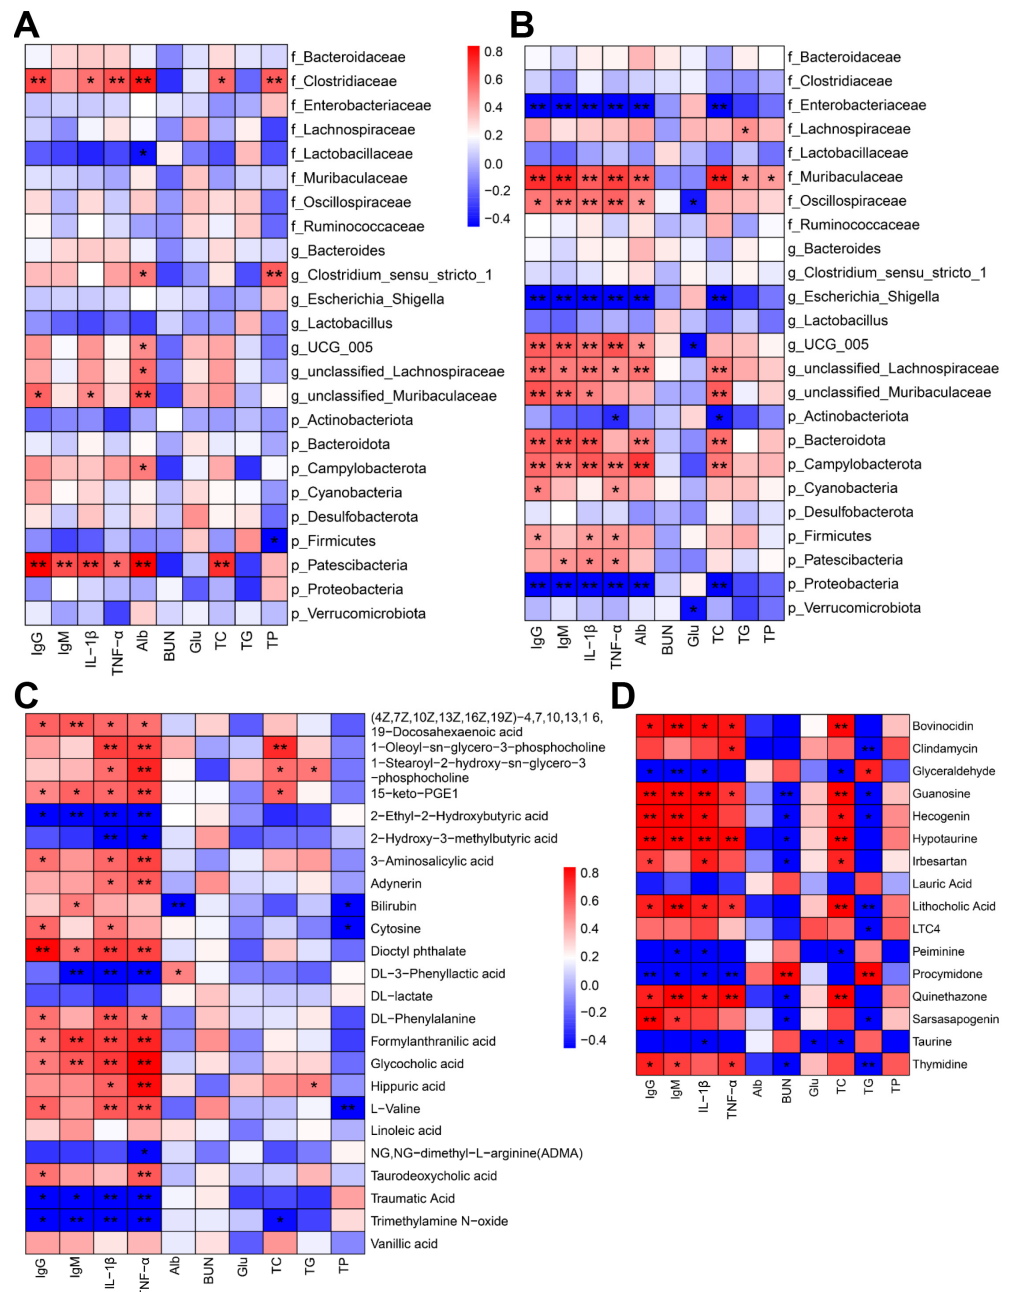 A
f_Bacteroidaceae
f_Clostridiaceae
f_Enterobacteriaceae
f_Lachnospiraceae
f_Lactobacillaceae
f_Muribaculaceae
f_Oscillospiraceae
f_Ruminococcaceae
g_Bacteroides
g_Clostridium_sensu_stricto_1
g_Escherichia_Shigella
g_Lactobacillus
g_UCG_005
g_unclassified_Lachnospiraceae
g_unclassified_Muribaculaceae
p_Actinobacteriota
p_Bacteroidota
p_Campylobacterota
p_Cyanobacteria
p_Desulfobacterota
p_Firmicutes
p_Patescibacteria
p_Proteobacteria
p_Verrucomicrobiota
IgG
IgM
IL−1β
TNF−α
Alb
BUN
Glu
TC
TG
TP
0.8
0.6
0.4
0.2
0.0
−0.2
−0.4
B
f_Bacteroidaceae
f_Clostridiaceae
f_Enterobacteriaceae
f_Lachnospiraceae
f_Lactobacillaceae
f_Muribaculaceae
f_Oscillospiraceae
f_Ruminococcaceae
g_Bacteroides
g_Clostridium_sensu_stricto_1
g_Escherichia_Shigella
g_Lactobacillus
g_UCG_005
g_unclassified_Lachnospiraceae
g_unclassified_Muribaculaceae
p_Actinobacteriota
p_Bacteroidota
p_Campylobacterota
p_Cyanobacteria
p_Desulfobacterota
p_Firmicutes
p_Patescibacteria
p_Proteobacteria
p_Verrucomicrobiota
IgG
IgM
IL−1β
TNF−α
Alb
BUN
Glu
TC
TG
TP
C
(4Z,7Z,10Z,13Z,16Z,19Z)−4,7,10,13,1 6,
19−Docosahexaenoic acid
1−Oleoyl−sn−glycero−3−phosphocholine
1−Stearoyl−2−hydroxy−sn−glycero−3
−phosphocholine
15−keto−PGE1
2−Ethyl−2−Hydroxybutyric acid
2−Hydroxy−3−methylbutyric acid
3−Aminosalicylic acid
Adynerin
Bilirubin
Cytosine
Dioctyl phthalate
DL−3−Phenyllactic acid
DL−lactate
DL−Phenylalanine
Formylanthranilic acid
Glycocholic acid
Hippuric acid
L−Valine
Linoleic acid
NG,NG−dimethyl−L−arginine(ADMA)
Taurodeoxycholic acid
Traumatic Acid
Trimethylamine N−oxide
Vanillic acid
IgG
IgM
IL−1β
TNF−α
Alb
BUN
Glu
TC
TG
TP
0.8
0.6
0.4
0.2
−0.0
−0.2
−0.4
D
Bovinocidin
Clindamycin
Glyceraldehyde
Guanosine
Hecogenin
Hypotaurine
Irbesartan
Lauric Acid
Lithocholic Acid
LTC4
Peiminine
Procymidone
Quinethazone
Sarsasapogenin
Taurine
Thymidine
IgG
IgM
IL−1β
TNF−α
Alb
BUN
Glu
TC
TG
TP